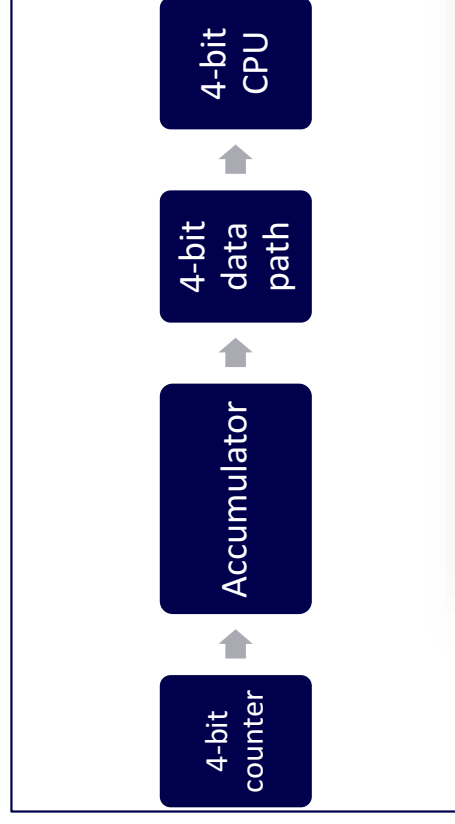 4-bit
counter
Accumulator
4-bit
data
path
4-bit
CPU